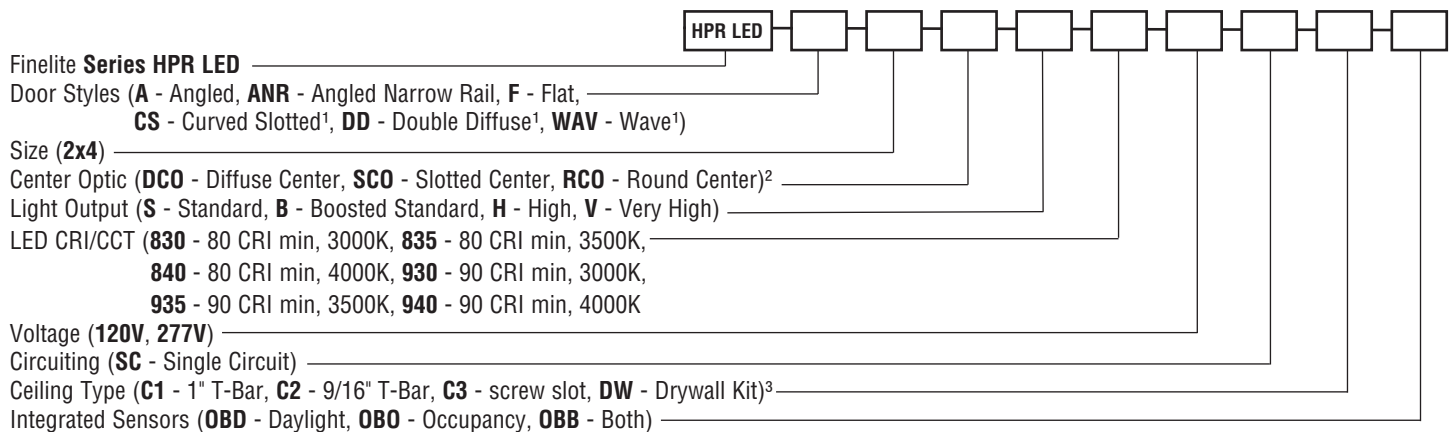 HPR LED
Finelite Series HPR LED
Door Styles (A - Angled, ANR - Angled Narrow Rail, F - Flat,
CS - Curved Slotted¹, DD - Double Diffuse¹, WAV - Wave¹)
Size (2x4)
Center Optic (DCO - Diffuse Center, SCO - Slotted Center, RCO - Round Center)²
Light Output (S - Standard, B - Boosted Standard, H - High, V - Very High)
LED CRI/CCT (830 - 80 CRI min, 3000K, 835 - 80 CRI min, 3500K,
840 - 80 CRI min, 4000K, 930 - 90 CRI min, 3000K,
935 - 90 CRI min, 3500K, 940 - 90 CRI min, 4000K
Voltage (120V, 277V)
Circuiting (SC - Single Circuit)
Ceiling Type (C1 - 1" T-Bar, C2 - 9/16" T-Bar, C3 - screw slot, DW - Drywall Kit)³
Integrated Sensors (OBD - Daylight, OBO - Occupancy, OBB - Both)